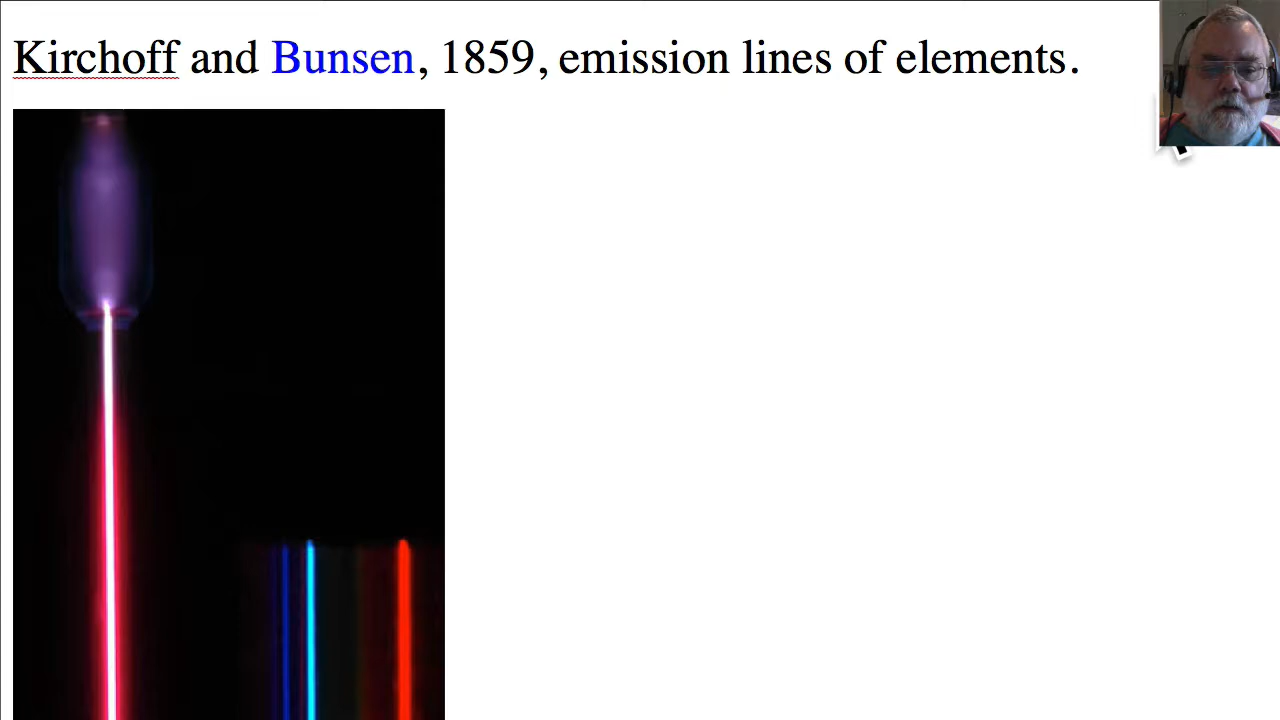 Kirchoff and Bunsen, 1859, emission lines of elements.